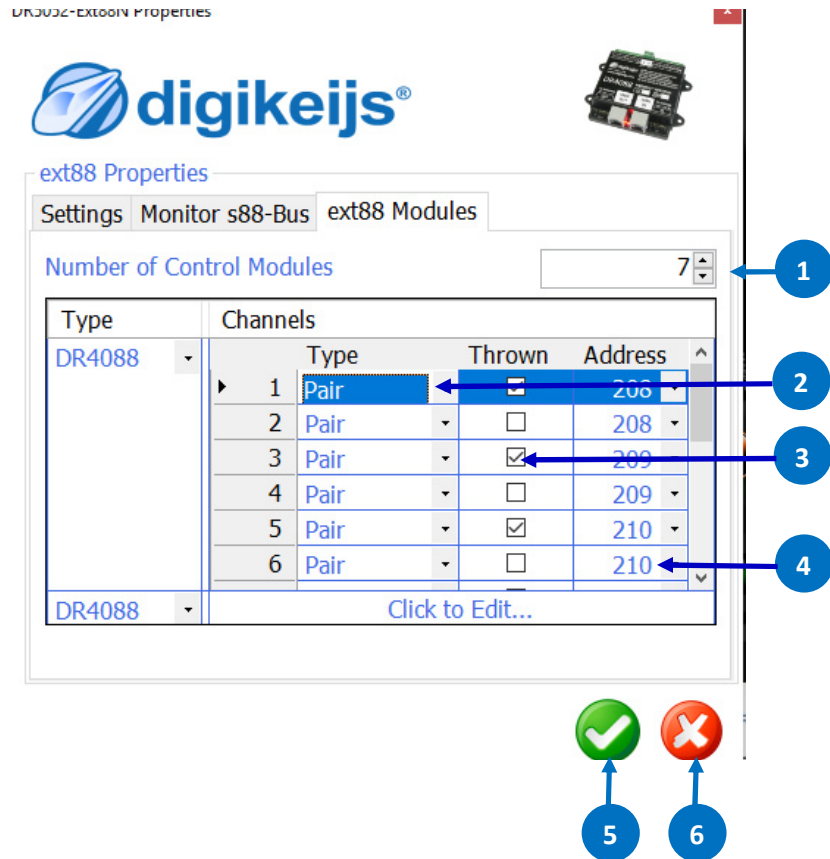 DR5052-Ext88N Properties
x
digikeijs®
ext88 Properties
Settings Monitor s88-Bus ext88 Modules
Number of Control Modules 7
1
Type Channels
DR4088 Type Thrown Address
1 Pair 208
2
2 Pair 208
3 Pair 209
3
4 Pair 209
5 Pair 210
6 Pair 210
4
DR4088 Click to Edit...
5 6